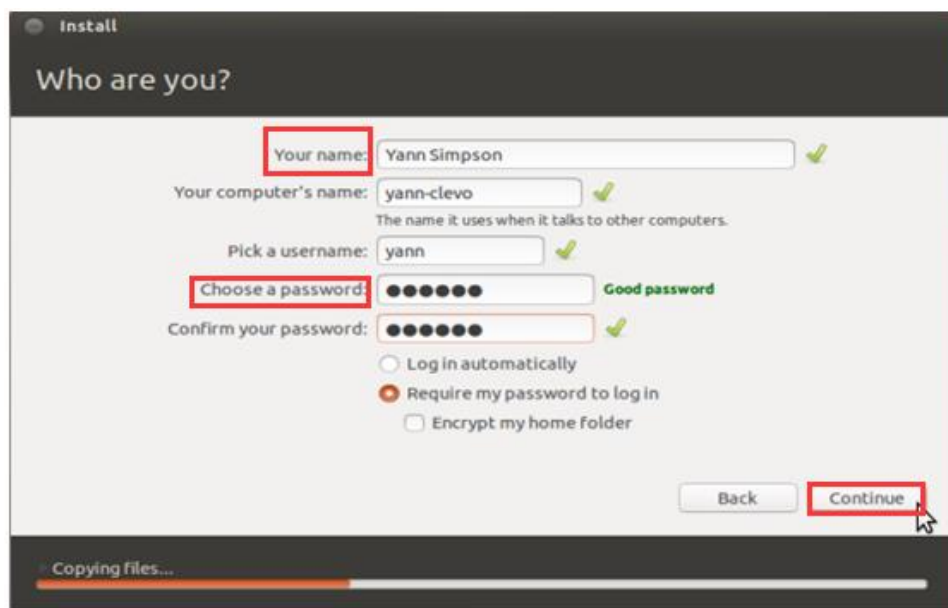 Install
Who are you?
Your name: Yann Simpson
Your computer's name: yann-clevo
The name it uses when it talks to other computers.
Pick a username: yann
Choose a password: ●●●●●● Good password
Confirm your password: ●●●●●●
Log in automatically
Require my password to log in
Encrypt my home folder
Back Continue
Copying files...